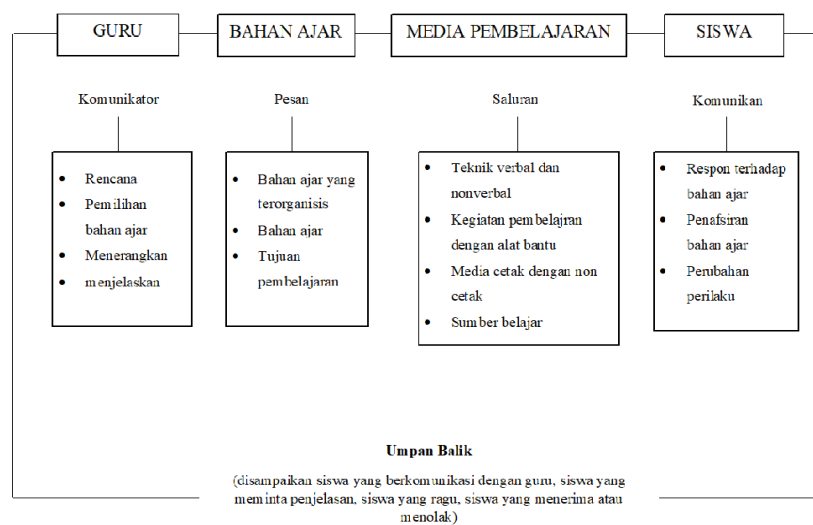 GURU
BAHAN AJAR
MEDIA PEMBELAJARAN
SISWA
Komunikator
Pesan
Saluran
Komunikan
• Rencana
• Pemilihan
bahan ajar
• Menerangkan
• menjelaskan
• Bahan ajar yang
terorganisis
• Bahan ajar
• Tujuan
pembelajaran
• Teknik verbal dan
nonverbal
• Kegiatan pembelajran
dengan alat bantu
• Media cetak dengan non
cetak
• Sumber belajar
• Respon terhadap
bahan ajar
• Penafsiran
bahan ajar
• Perubahan
perilaku
Umpan Balik
(disampaikan siswa yang berkomunikasi dengan guru, siswa yang
meminta penjelasan, siswa yang ragu, siswa yang menerima atau
menolak)